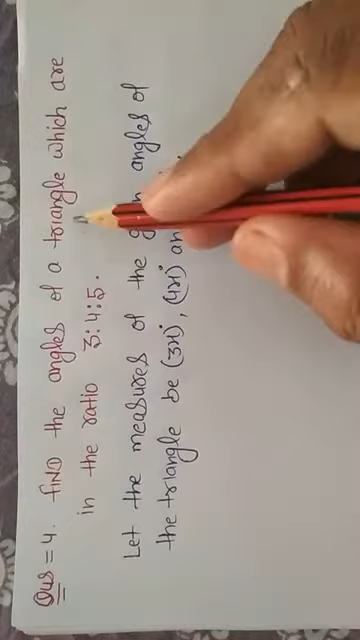 Qus = 4. FIND the angles of a triangle which are
in the ratio 3:4:5.
Let the measures of the angles of
the triangle be (3x)°, (4x)°